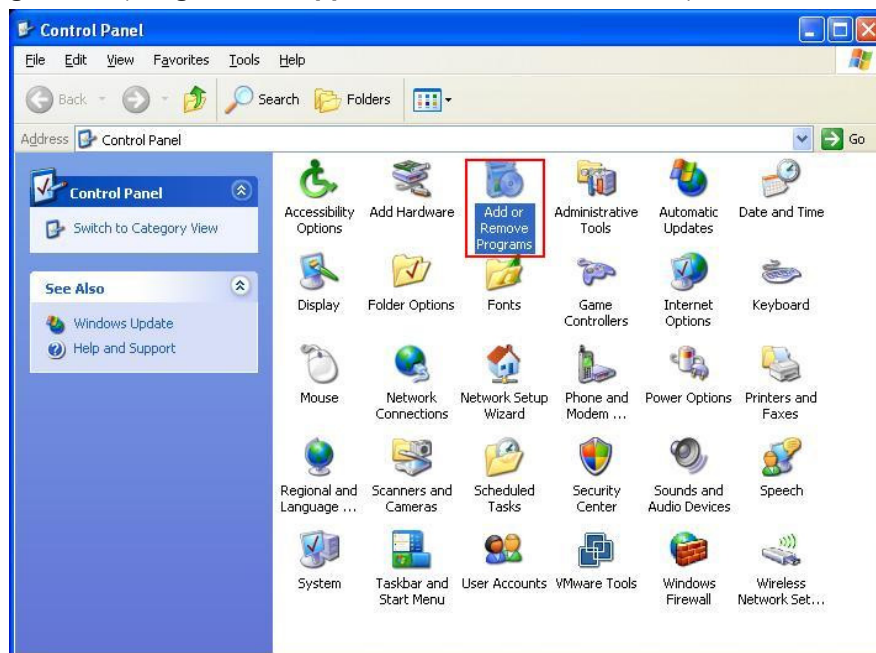 Control Panel
File Edit View Favorites Tools Help
Back Search Folders
Address Control Panel Go
Control Panel
Switch to Category View
See Also
Windows Update
Help and Support
Accessibility Options
Add Hardware
Add or Remove Programs
Administrative Tools
Automatic Updates
Date and Time
Display
Folder Options
Fonts
Game Controllers
Internet Options
Keyboard
Mouse
Network Connections
Network Setup Wizard
Phone and Modem ...
Power Options
Printers and Faxes
Regional and Language ...
Scanners and Cameras
Scheduled Tasks
Security Center
Sounds and Audio Devices
Speech
System
Taskbar and Start Menu
User Accounts
VMware Tools
Windows Firewall
Wireless Network Set...